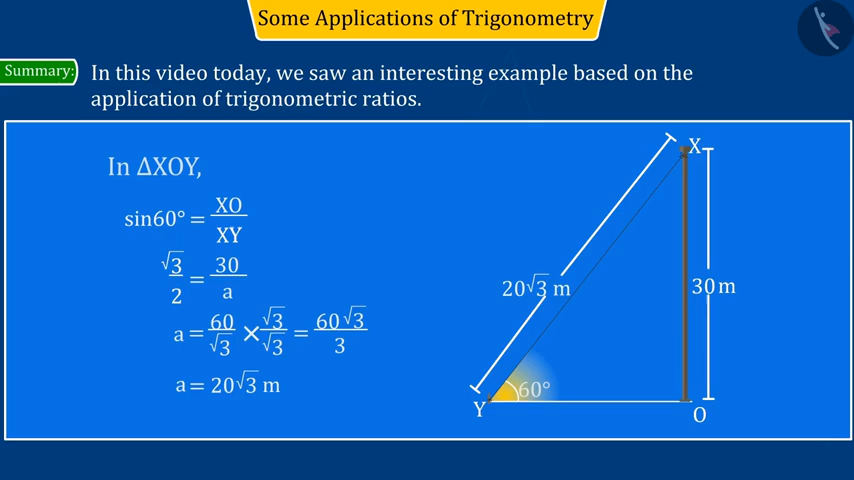 Some Applications of Trigonometry
Summary:
In this video today, we saw an interesting example based on the
application of trigonometric ratios.
In ΔXOY,
sin60° = XO/XY
√3/2 = 30/a
a = 60/√3 × √3/√3 = 60√3/3
a = 20√3 m
X
20√3 m
30 m
60°
Y
O